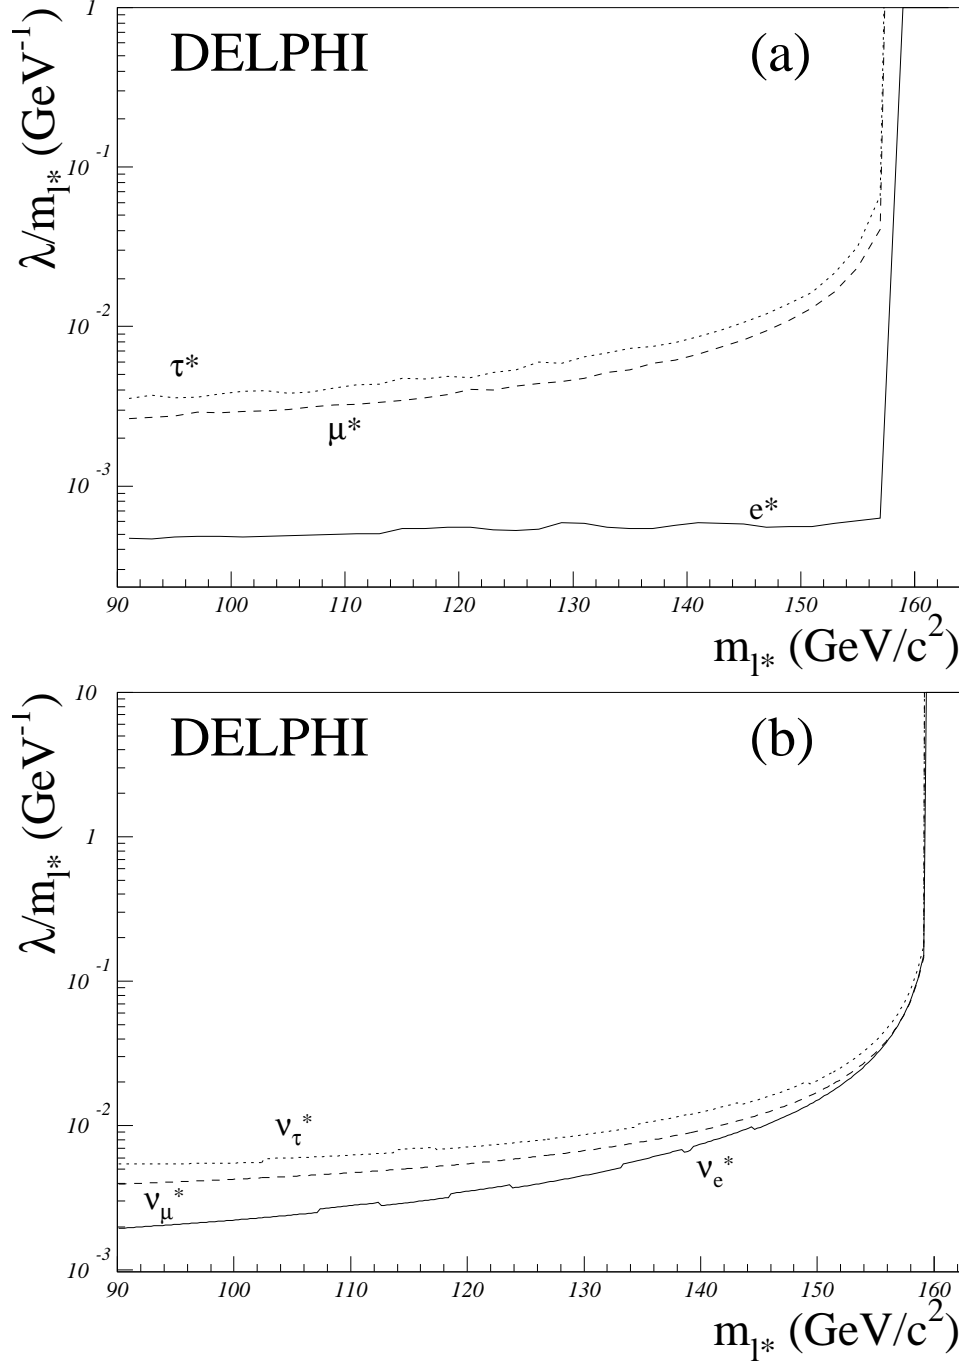 DELPHI (a)
λ/m_l* (GeV^-1)
1
10^-1
10^-2
10^-3
τ*
μ*
e*
90 100 110 120 130 140 150 160
m_l* (GeV/c^2)
DELPHI (b)
λ/m_l* (GeV^-1)
10
1
10^-1
10^-2
10^-3
ν_τ*
ν_μ*
ν_e*
90 100 110 120 130 140 150 160
m_l* (GeV/c^2)